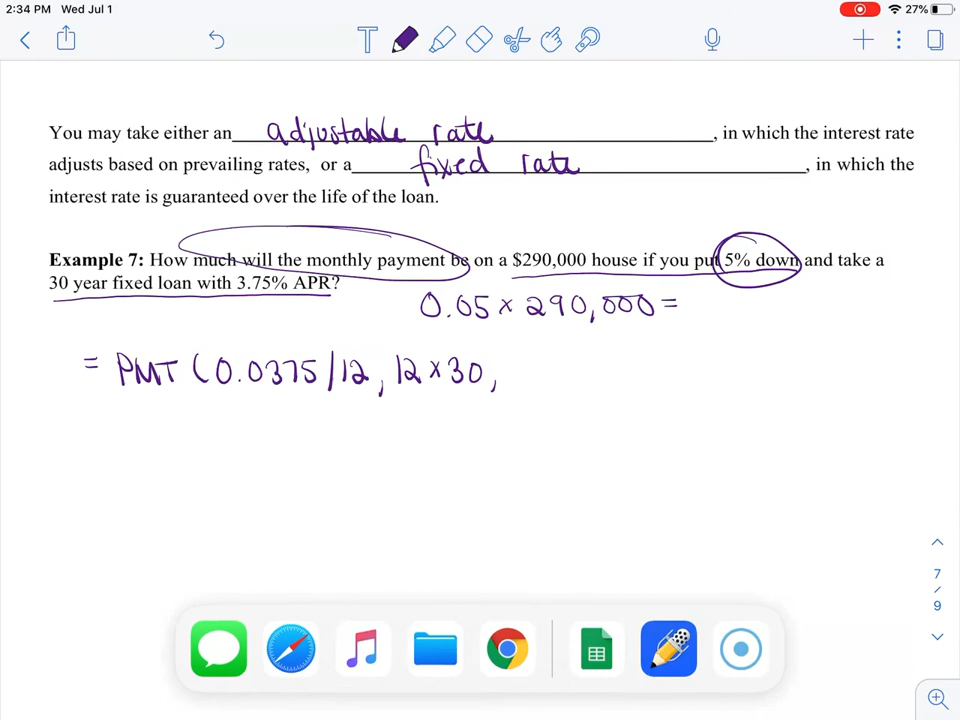 2:34 PM Wed Jul 1
27%
T
You may take either an adjustable rate, in which the interest rate
adjusts based on prevailing rates, or a fixed rate, in which the
interest rate is guaranteed over the life of the loan.
Example 7: How much will the monthly payment be on a $290,000 house if you put 5% down and take a
30 year fixed loan with 3.75% APR?
0.05 × 290,000 =
= PMT (0.0375/12, 12 × 30,
7
/
9